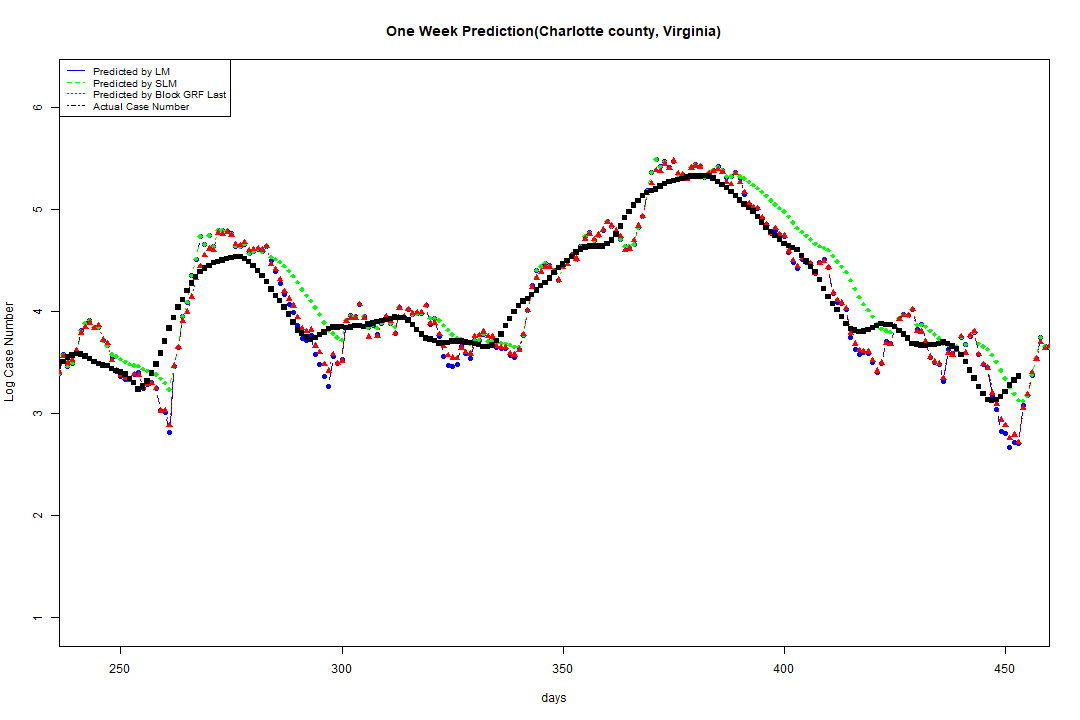 One Week Prediction(Charlotte county, Virginia)
Predicted by LM
Predicted by SLM
Predicted by Block GRF Last
Actual Case Number
6
5
4
3
2
1
Log Case Number
250 300 350 400 450
days